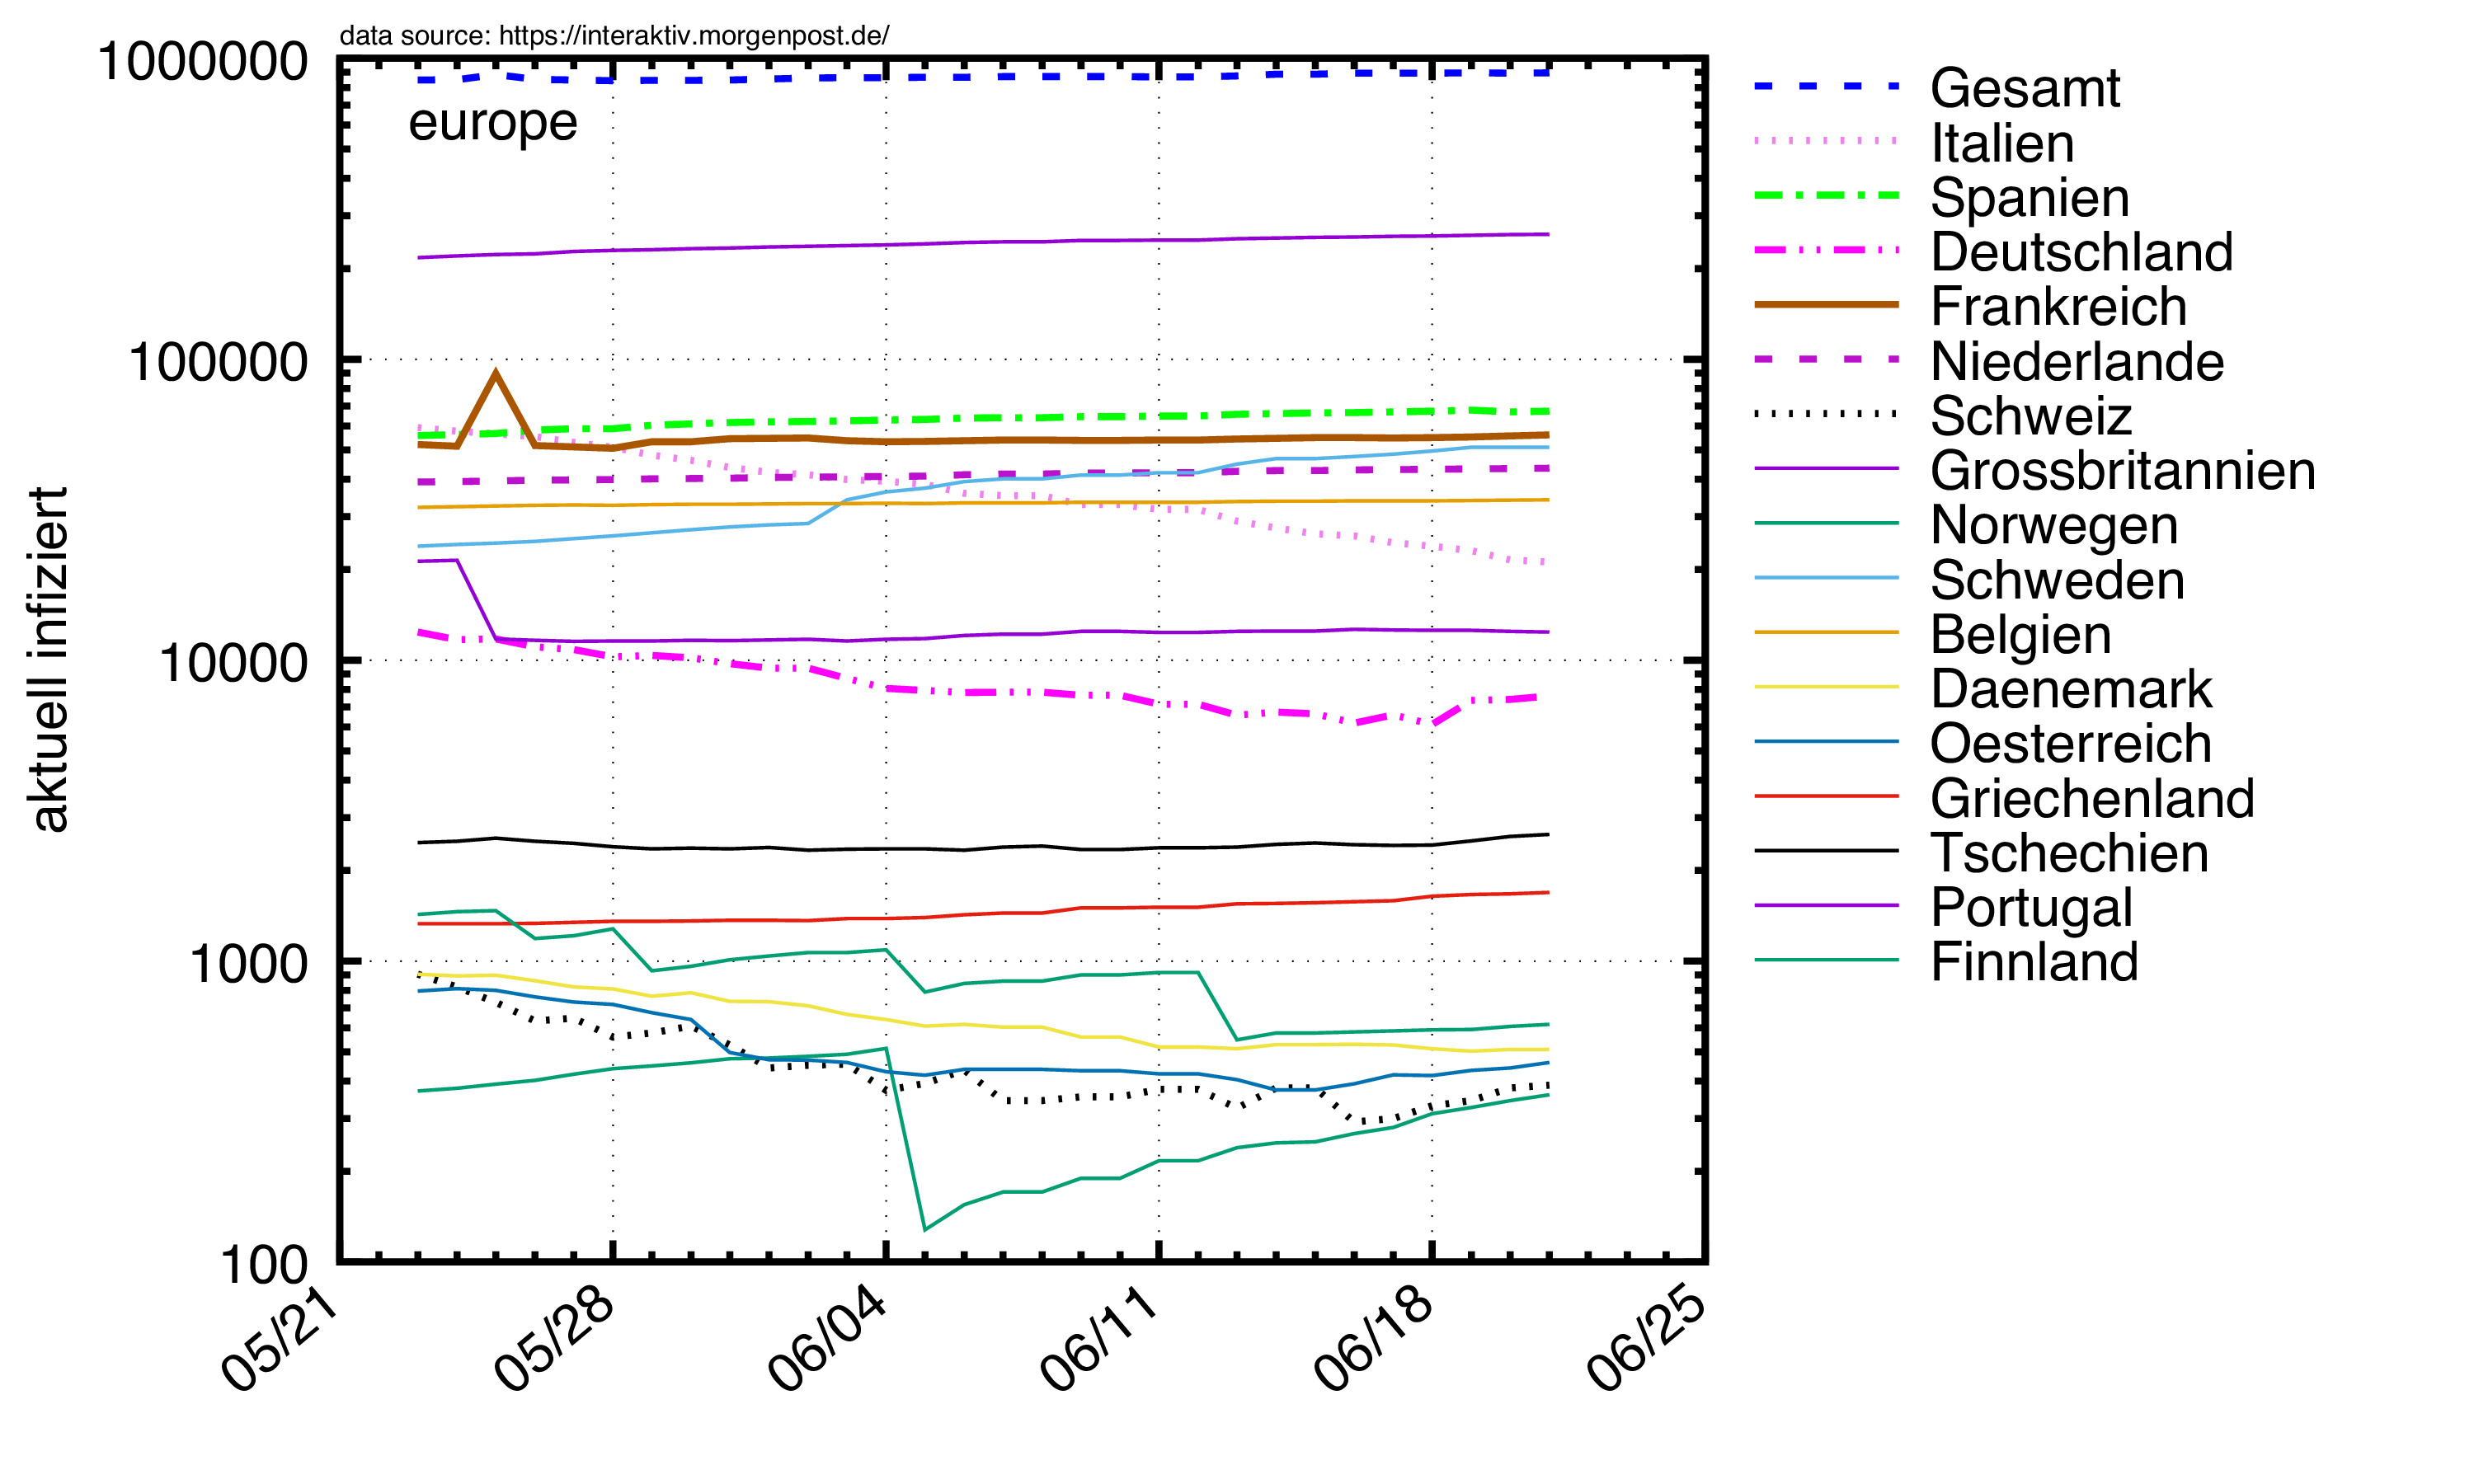 data source: https://interaktiv.morgenpost.de/
europe
aktuell infiziert
1000000
100000
10000
1000
100
05/21
05/28
06/04
06/11
06/18
06/25
Gesamt
Italien
Spanien
Deutschland
Frankreich
Niederlande
Schweiz
Grossbritannien
Norwegen
Schweden
Belgien
Daenemark
Oesterreich
Griechenland
Tschechien
Portugal
Finnland